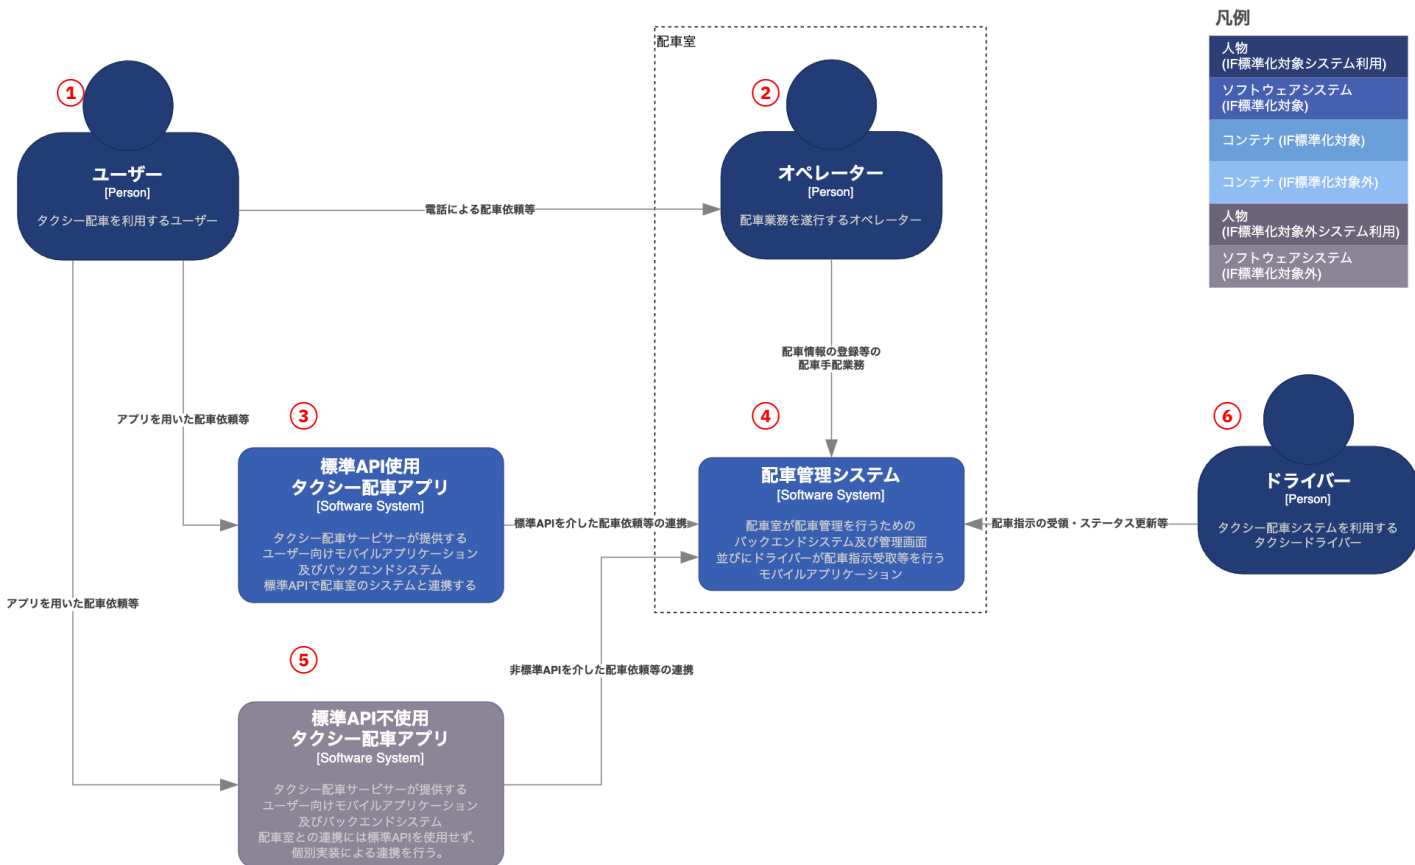 凡例
人物
(IF標準化対象システム利用)
ソフトウェアシステム
(IF標準化対象)
コンテナ (IF標準化対象)
コンテナ (IF標準化対象外)
人物
(IF標準化対象外システム利用)
ソフトウェアシステム
(IF標準化対象外)
①
ユーザー
[Person]
タクシー配車を利用するユーザー
電話による配車依頼等
配車室
②
オペレーター
[Person]
配車業務を遂行するオペレーター
配車情報の登録等の
配車手配業務
アプリを用いた配車依頼等
③
標準API使用
タクシー配車アプリ
[Software System]
タクシー配車サービサーが提供する
ユーザー向けモバイルアプリケーション
及びバックエンドシステム
標準APIで配車室のシステムと連携する
標準APIを介した配車依頼等の連携
④
配車管理システム
[Software System]
配車室が配車管理を行うための
バックエンドシステム及び管理画面
並びにドライバーが配車指示受取等を行う
モバイルアプリケーション
配車指示の受領・ステータス更新等
⑥
ドライバー
[Person]
タクシー配車システムを利用する
タクシードライバー
アプリを用いた配車依頼等
⑤
標準API不使用
タクシー配車アプリ
[Software System]
タクシー配車サービサーが提供する
ユーザー向けモバイルアプリケーション
及びバックエンドシステム
配車室との連携には標準APIを使用せず、
個別実装による連携を行う。
非標準APIを介した配車依頼等の連携